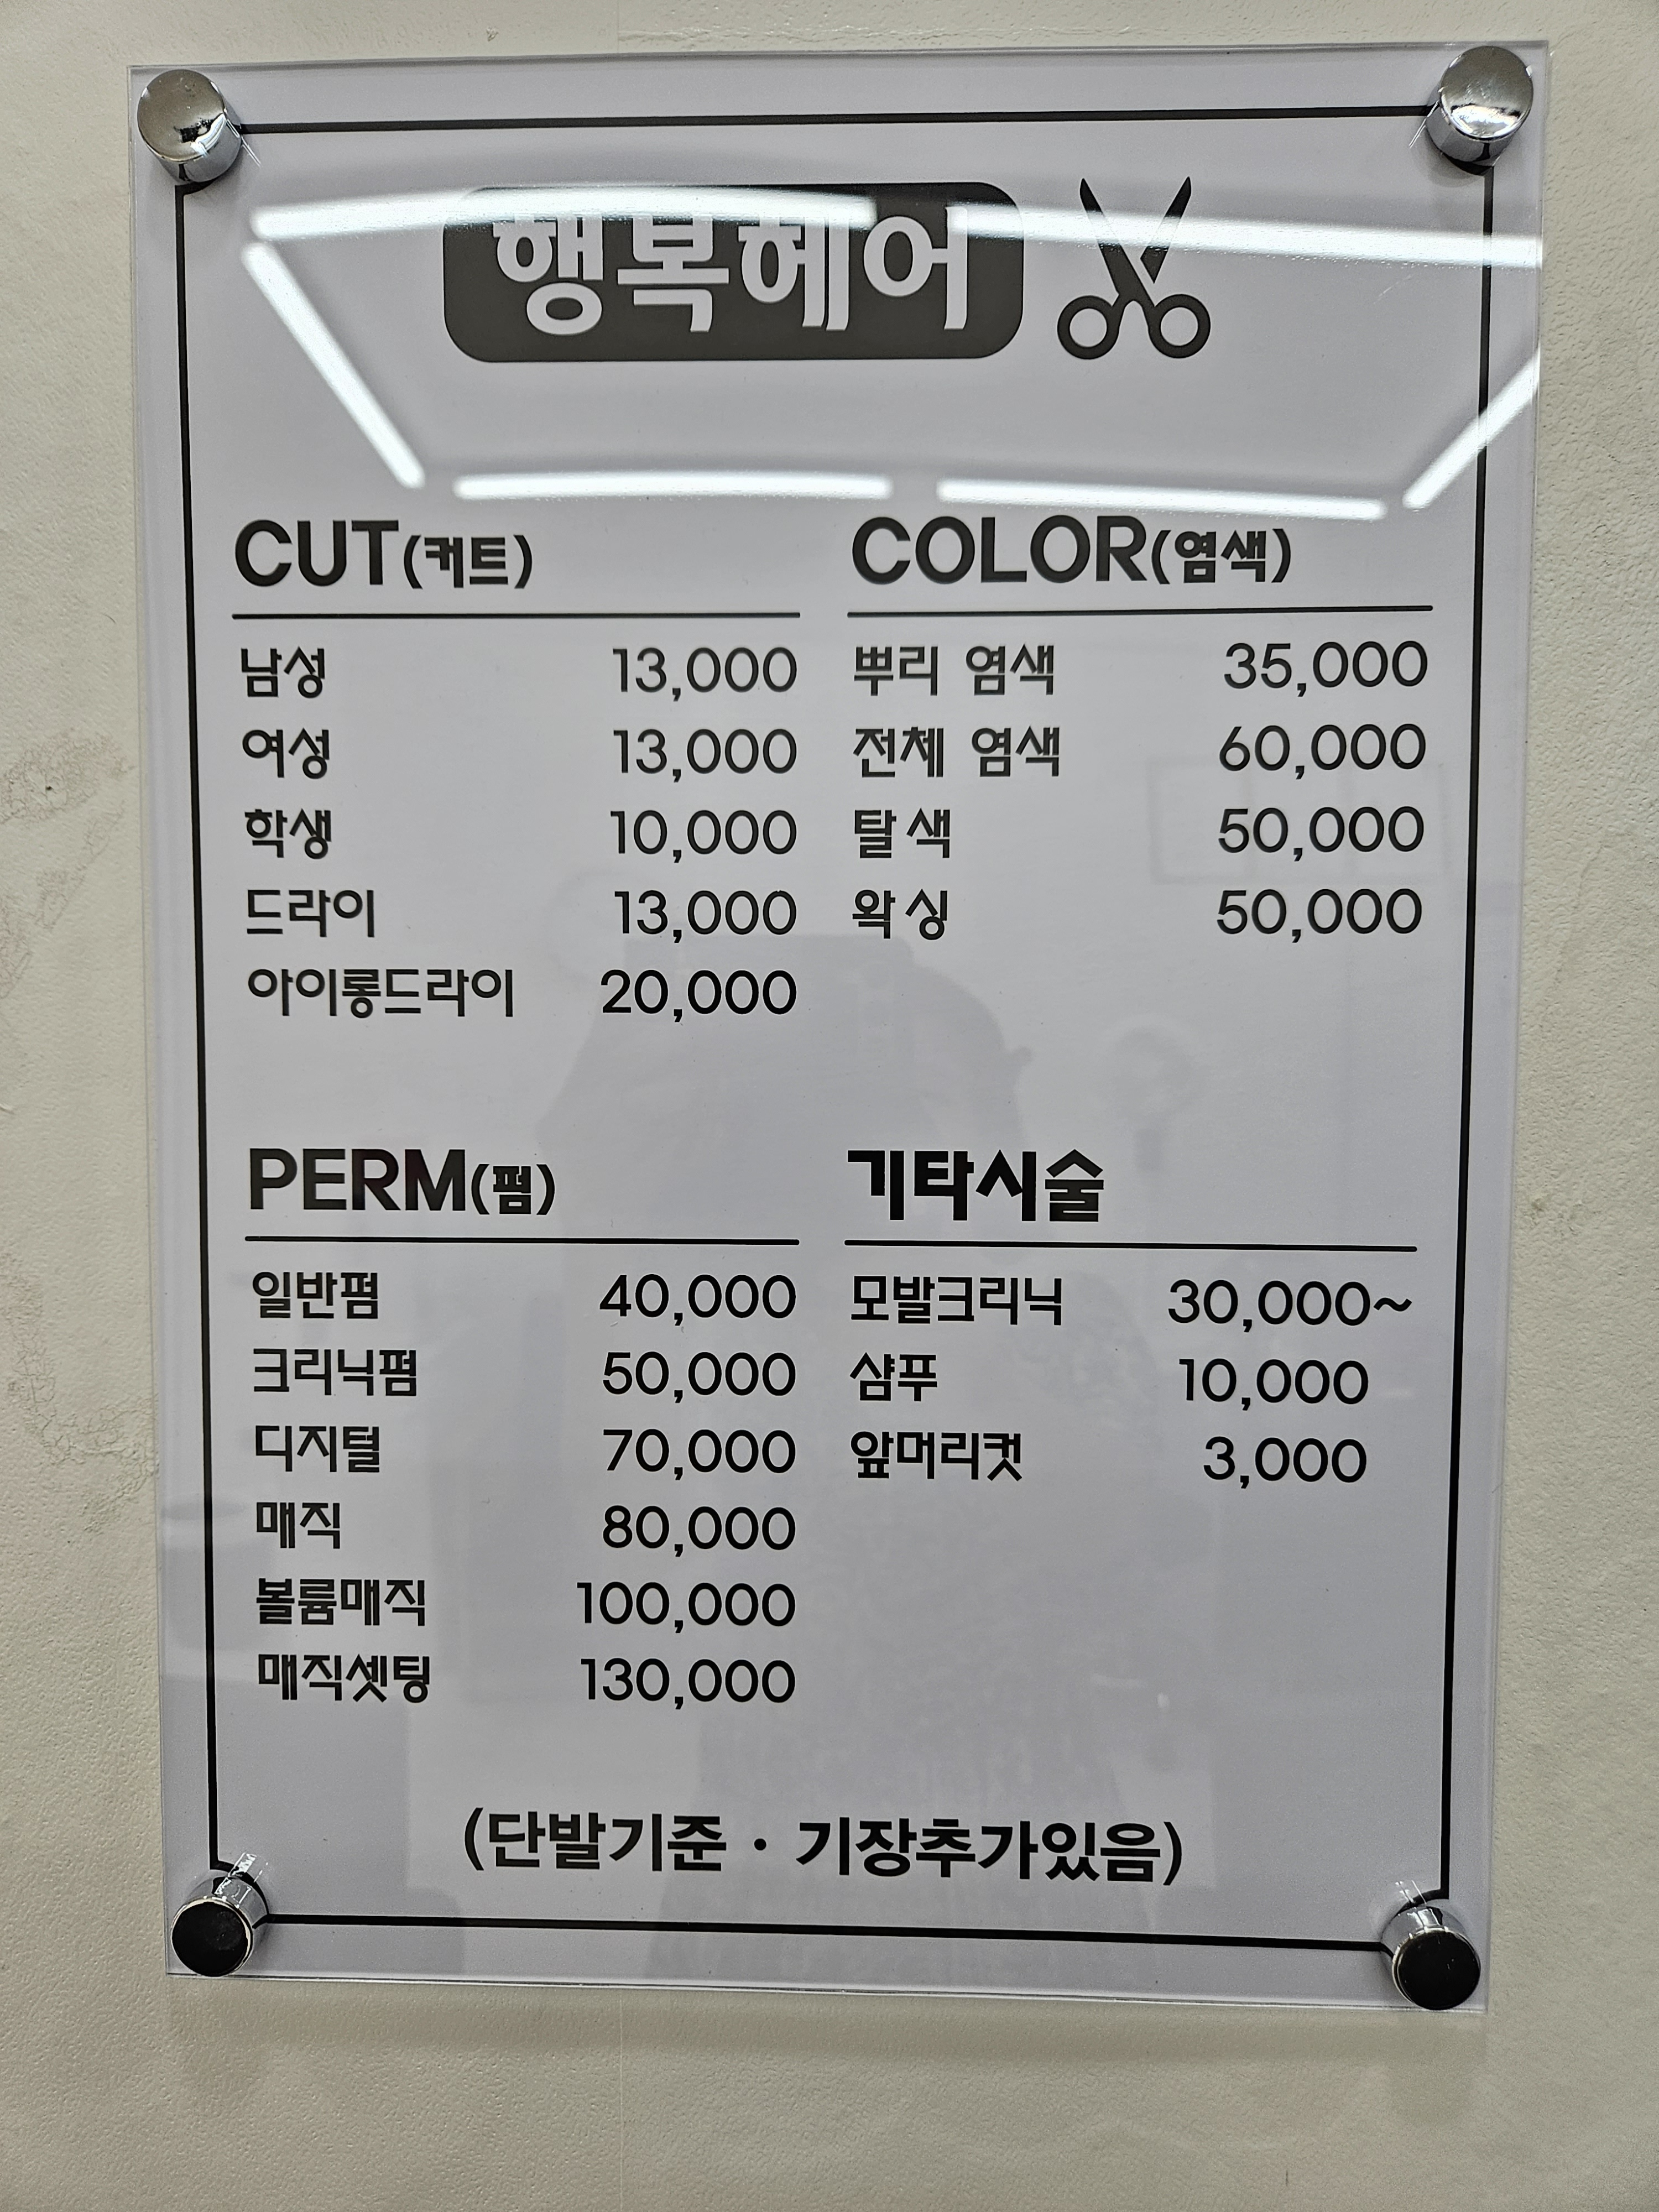 행복헤어
CUT(커트)
남성 13,000
여성 13,000
학생 10,000
드라이 13,000
아이롱드라이 20,000
COLOR(염색)
뿌리 염색 35,000
전체 염색 60,000
탈색 50,000
왁싱 50,000
PERM(펌)
일반펌 40,000
크리닉펌 50,000
디지털 70,000
매직 80,000
볼륨매직 100,000
매직셋팅 130,000
기타시술
모발크리닉 30,000~
샴푸 10,000
앞머리컷 3,000
(단발기준 · 기장추가있음)